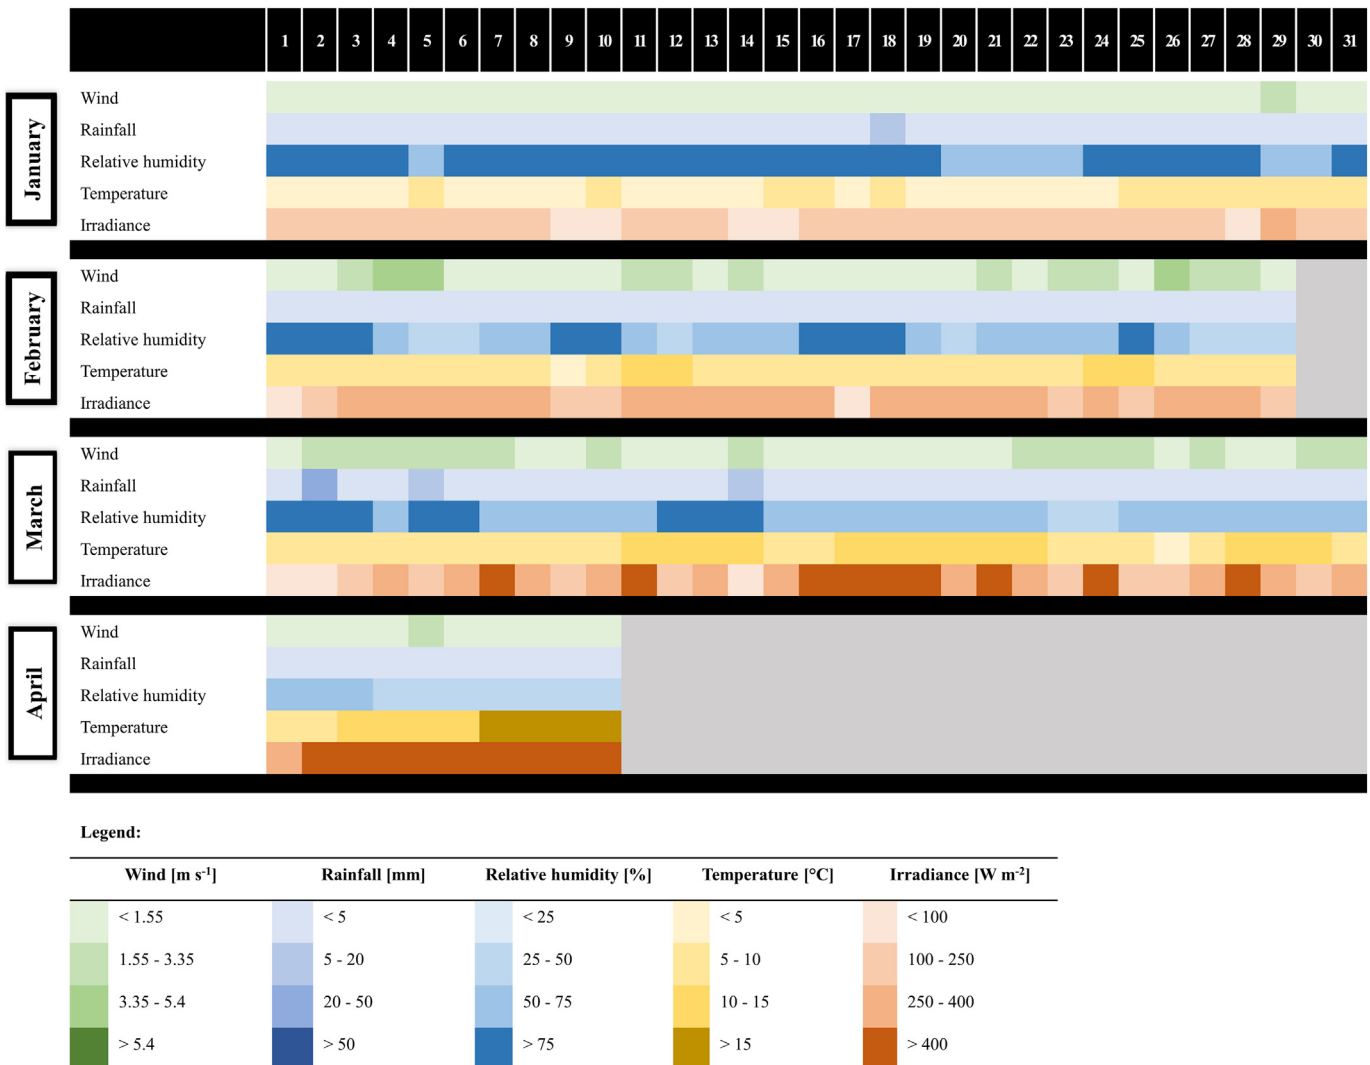 1 2 3 4 5 6 7 8 9 10 11 12 13 14 15 16 17 18 19 20 21 22 23 24 25 26 27 28 29 30 31
January
Wind
Rainfall
Relative humidity
Temperature
Irradiance
February
Wind
Rainfall
Relative humidity
Temperature
Irradiance
March
Wind
Rainfall
Relative humidity
Temperature
Irradiance
April
Wind
Rainfall
Relative humidity
Temperature
Irradiance
Legend:
Wind [m s⁻¹] Rainfall [mm] Relative humidity [%] Temperature [°C] Irradiance [W m⁻²]
< 1.55 < 5 < 25 < 5 < 100
1.55 - 3.35 5 - 20 25 - 50 5 - 10 100 - 250
3.35 - 5.4 20 - 50 50 - 75 10 - 15 250 - 400
> 5.4 > 50 > 75 > 15 > 400